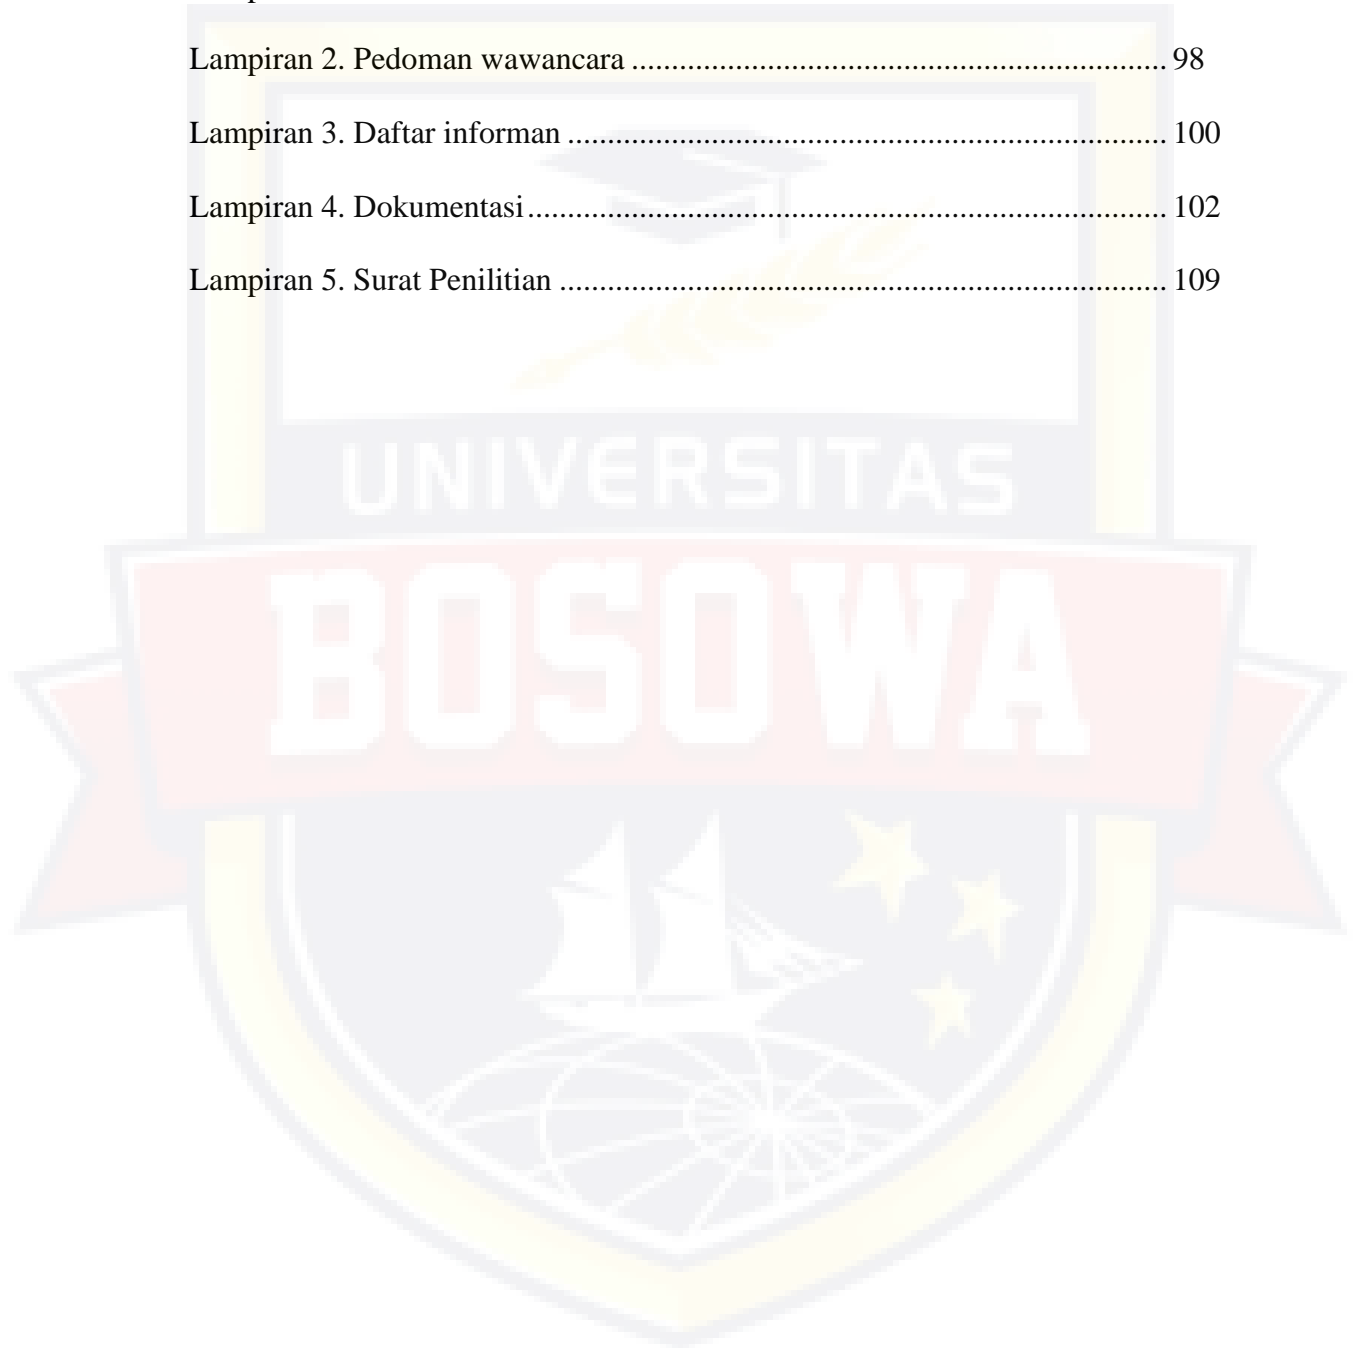 Lampiran 2. Pedoman wawancara .................................................................. 98
Lampiran 3. Daftar informan .......................................................................... 100
Lampiran 4. Dokumentasi ............................................................................... 102
Lampiran 5. Surat Penilitian ........................................................................... 109
UNIVERSITAS
BOSOWA